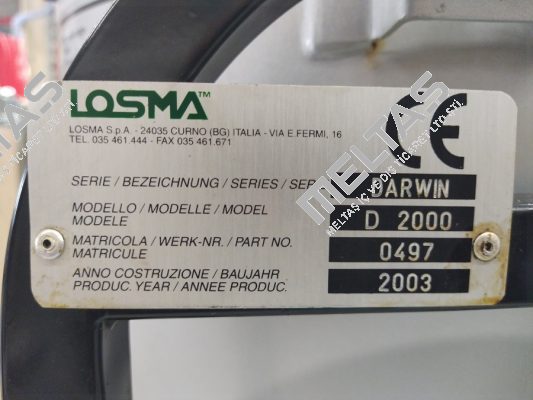 LOSMA™
LOSMA S.p.A. - 24035 CURNO (BG) ITALIA - VIA E.FERMI, 16
TEL. 035 461.444 - FAX 035 461.671
CE
SERIE / BEZEICHNUNG / SERIES / SER DARWIN
MODELLO / MODELLE / MODEL D 2000
MODELE
MATRICOLA / WERK-NR. / PART NO. 0497
MATRICULE
ANNO COSTRUZIONE / BAUJAHR 2003
PRODUC. YEAR / ANNEE PRODUC.
MELTAS